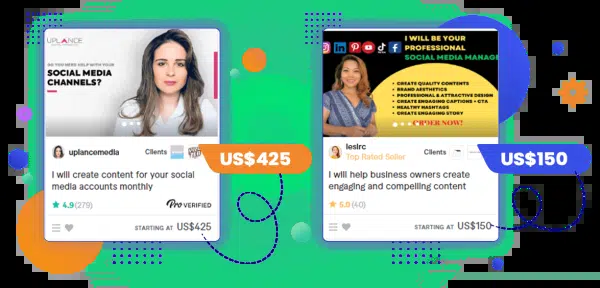 UPLANCE
DO YOU NEED HELP WITH YOUR
SOCIAL MEDIA
CHANNELS?
uplancemedia
Clients
US$425
I will create content for your social
media accounts monthly
4.9 (279)
Pro VERIFIED
STARTING AT US$425
I WILL BE YOUR
PROFESSIONAL
SOCIAL MEDIA MANAGE
CREATE QUALITY CONTENTS
BRAND AESTHETICS
PROFESSIONAL & ATTRACTIVE DESIGN
CREATE ENGAGING CAPTIONS + CTA
HEALTHY HASHTAGS
CREATE ENGAGING STORY
ORDER NOW!
leslrc
Top Rated Seller
Clients
US$150
I will help business owners create
engaging and compelling content
5.0 (40)
STARTING AT US$150